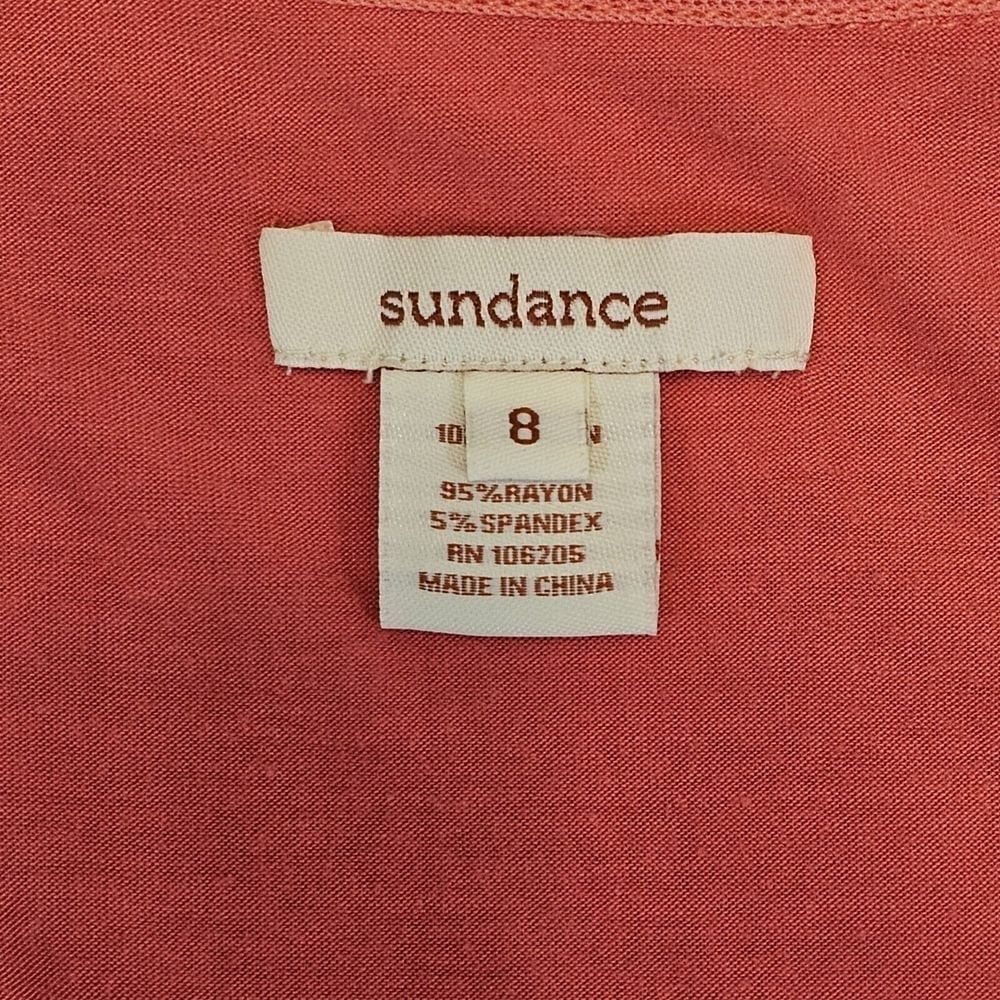 sundance
8
95%RAYON
5%SPANDEX
RN 106205
MADE IN CHINA